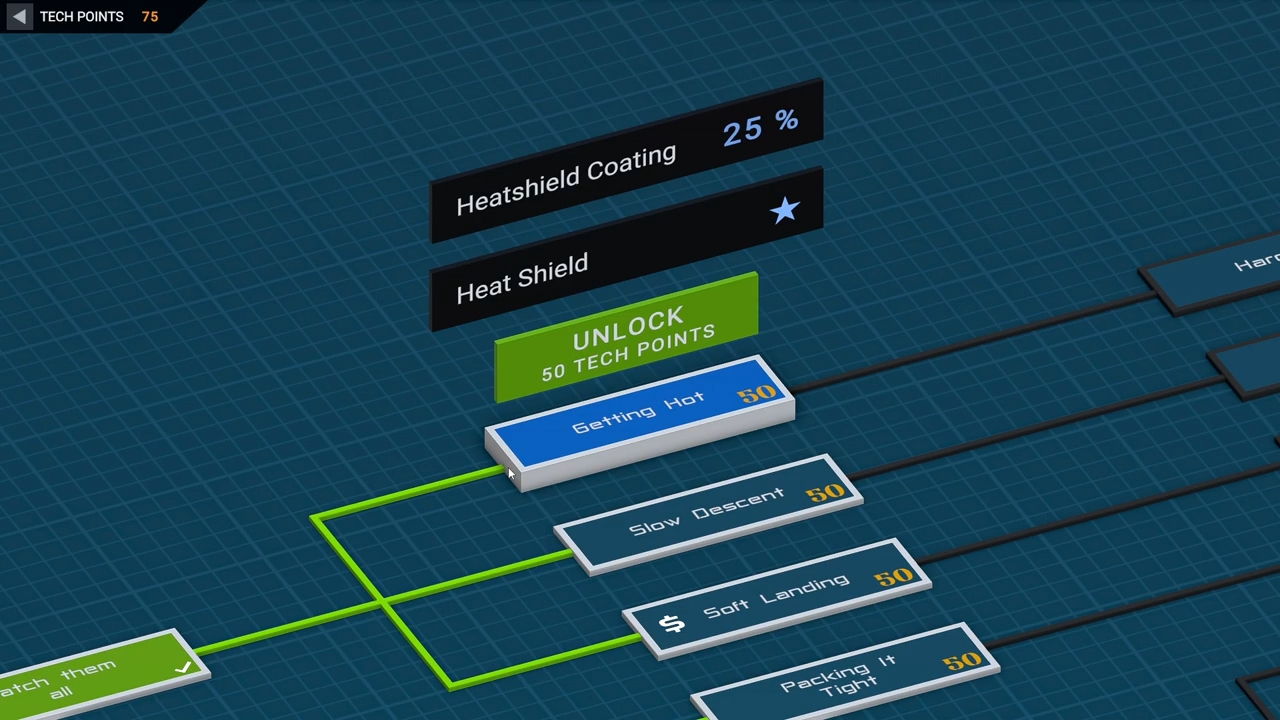 TECH POINTS 75
Heatshield Coating 25 %
Heat Shield
UNLOCK
50 TECH POINTS
Getting Hot 50
Slow Descent 50
$ Soft Landing 50
Packing It
Tight 50
them
all